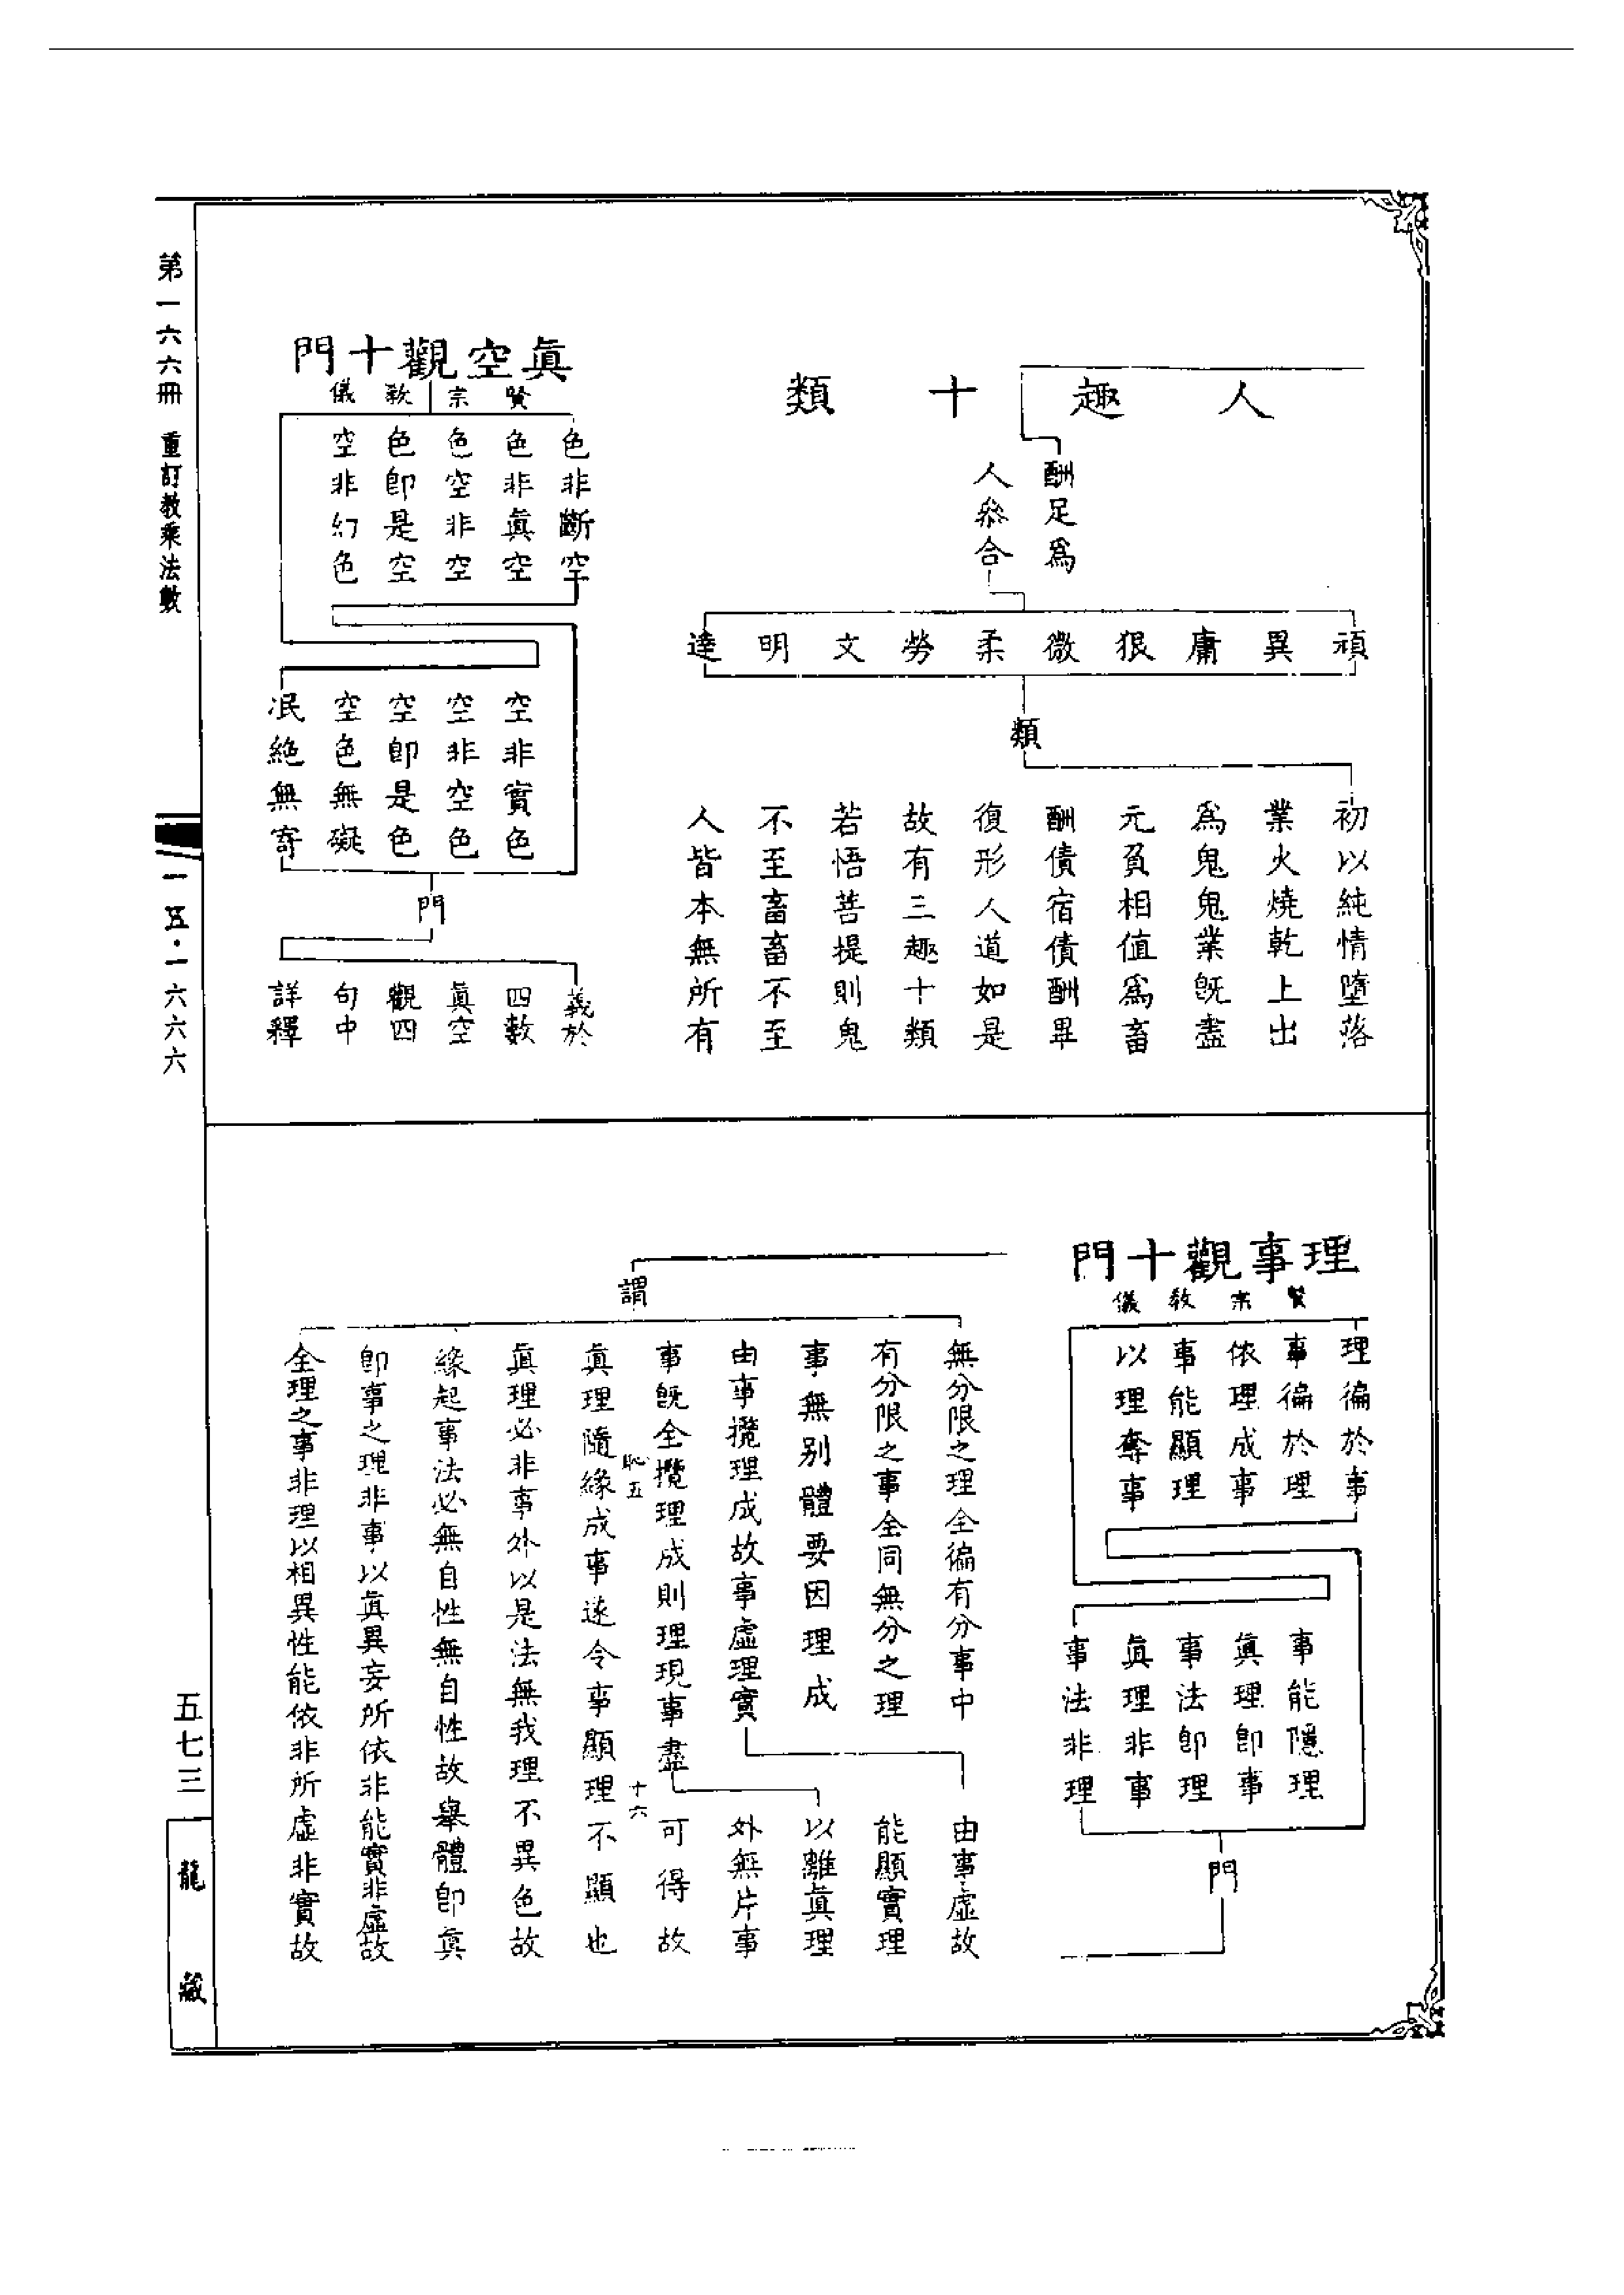 人趣十類
酬足爲
人參合
頑
異
庸
狠
微
柔
勞
文
明
達
類
初以純情墮落
業火燒乾上出
爲鬼鬼業既盡
元負相值爲畜
酬債宿債酬畢
復形人道如是
故有三趣十類
若悟菩提則鬼
不至畜畜不至
人皆本無所有
眞空觀十門
賢宗教儀
色非斷空
色非眞空
色空非空
色即是空
空非幻色
空非實色
空非空色
空即是色
空色無礙
泯絕無寄
門
義於
四數
眞空
觀四
句中
詳釋
理事觀十門
賢宗教儀
理徧於事
事徧於理
依理成事
事能顯理
以理奪事
事能隱理
眞理即事
事法即理
眞理非事
事法非理
門
謂
無分限之理全徧有分事中
有分限之事全同無分之理
事無別體要因理成
由事攬理成故事虛理實
由事虛故
能顯實理
事既全攬理成則理現事盡
以離眞理
外無片事
可得故
眞理隨緣成事遂令事顯理不顯也
眞理必非事外以是法無我理不異色故
緣起事法必無自性無自性故舉體即眞
即事之理非事以眞異妄所依非能實非虛故
全理之事非理以相異性能依非所虛非實故
恥五
十六
第一六六冊 重訂教乘法數
一五·一六六六
五七三
龍藏